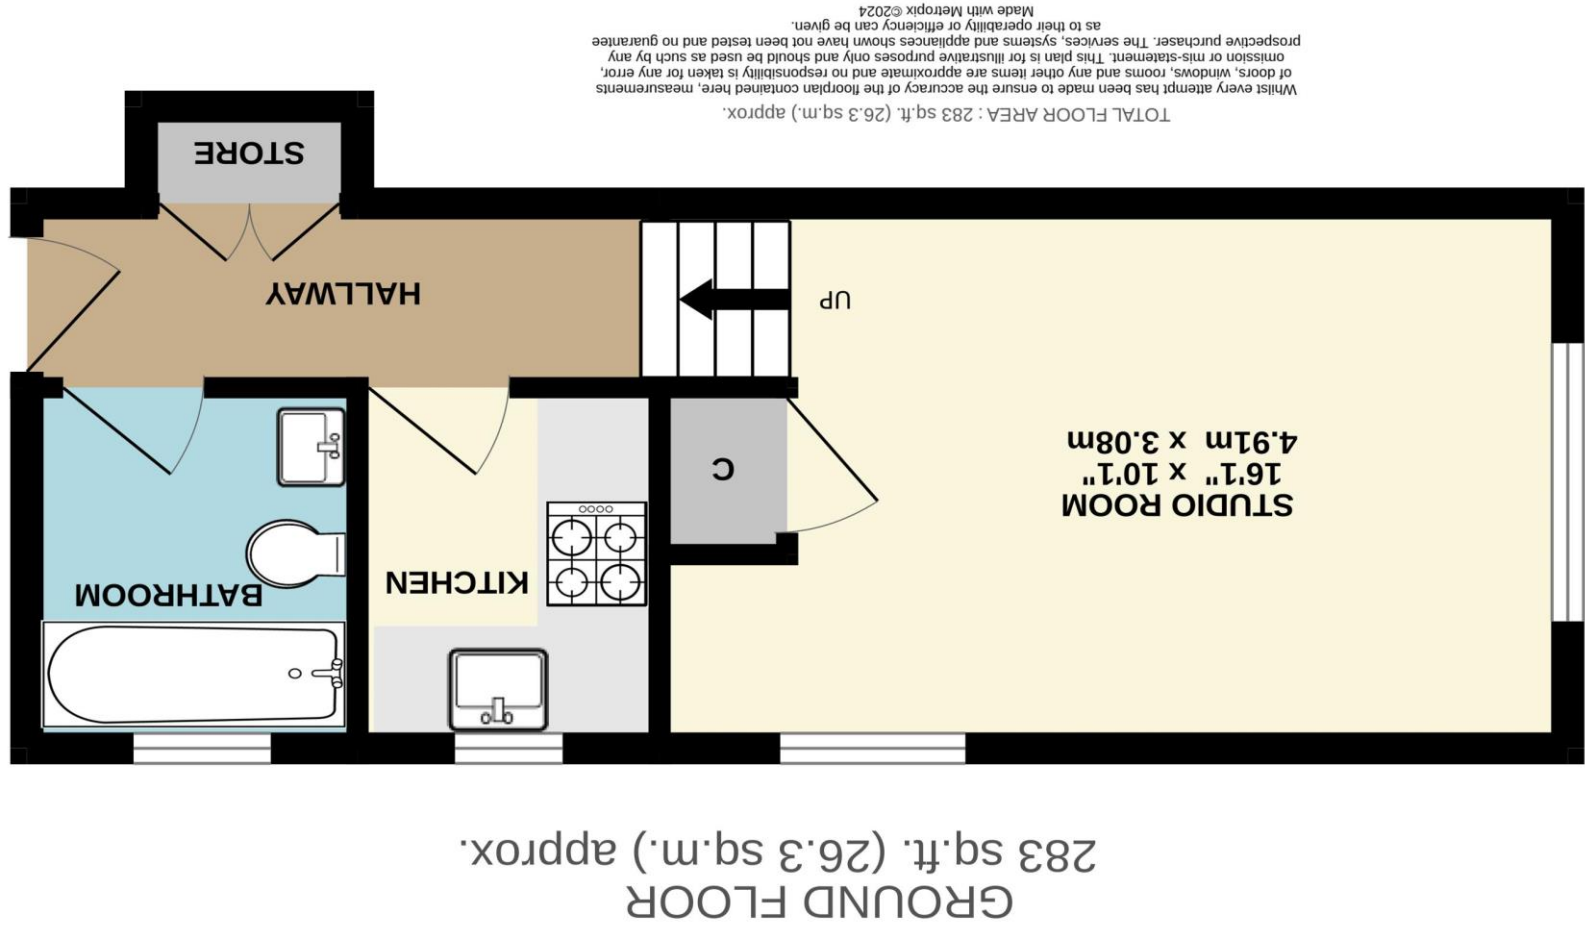 GROUND FLOOR
283 sq.ft. (26.3 sq.m.) approx.
BATHROOM
KITCHEN
STUDIO ROOM
16'1" x 10'1"
4.91m x 3.08m
C
UP
HALLWAY
STORE
TOTAL FLOOR AREA : 283 sq.ft. (26.3 sq.m.) approx.
Whilst every attempt has been made to ensure the accuracy of the floorplan contained here, measurements
of doors, windows, rooms and any other items are approximate and no responsibility is taken for any error,
omission or mis-statement. This plan is for illustrative purposes only and should be used as such by any
prospective purchaser. The services, systems and appliances shown have not been tested and no guarantee
as to their operability or efficiency can be given.
Made with Metropix ©2024